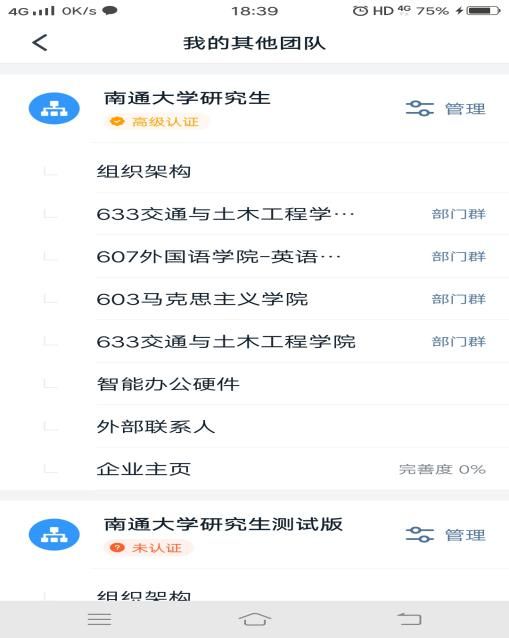 4G 0K/s 18:39 HD 4G 75%
我的其他团队
南通大学研究生
高级认证
管理
组织架构
633交通与土木工程学… 部门群
607外国语学院-英语… 部门群
603马克思主义学院 部门群
633交通与土木工程学院 部门群
智能办公硬件
外部联系人
企业主页 完善度 0%
南通大学研究生测试版
未认证
管理
组织架构